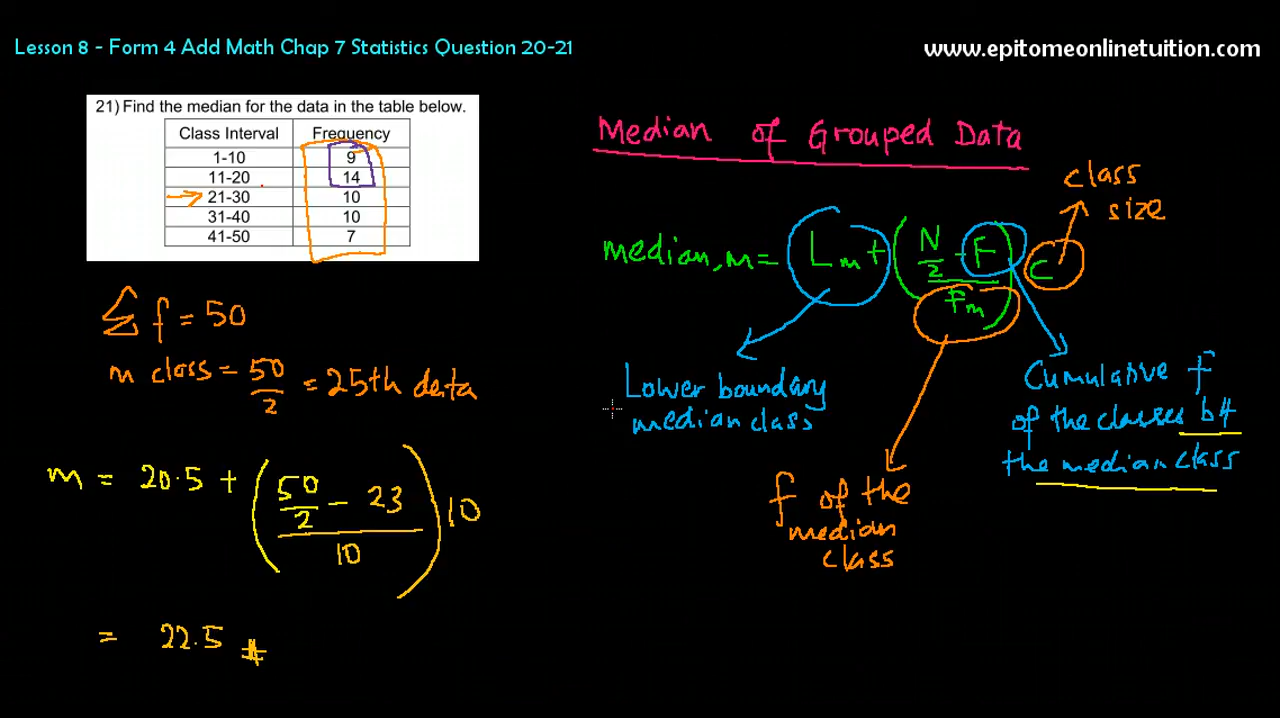 Lesson 8 - Form 4 Add Math Chap 7 Statistics Question 20-21
www.epitomeonlinetuition.com
21) Find the median for the data in the table below.
Class Interval Frequency
1-10 9
11-20 14
21-30 10
31-40 10
41-50 7
Σ f = 50
m class = 50/2 = 25th data
m = 20.5 + ( (50/2 - 23) / 10 ) 10
= 22.5 #
Median of Grouped Data
class
size
median, m = Lm + ( (N/2 - F) / fm ) C
Lower boundary
median class
f of the
median
class
Cumulative f
of the classes b4
the median class